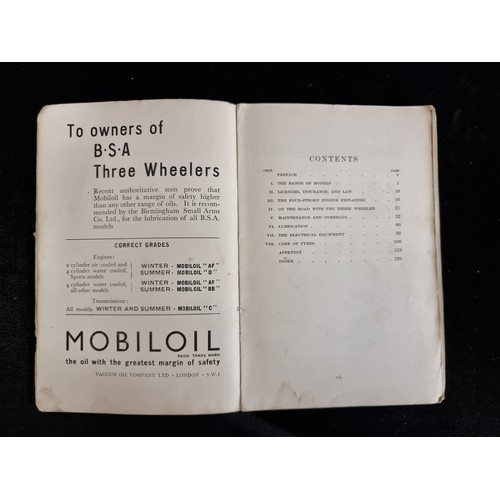 To owners of
B·S·A
Three Wheelers
Recent authoritative tests prove that
Mobiloil has a margin of safety higher
than any other range of oils. It is recom-
mended by the Birmingham Small Arms
Co. Ltd., for the lubrication of all B.S.A.
models
CORRECT GRADES
Engines:
2 cylinder air cooled and
4 cylinder water cooled,
Sports models
WINTER - MOBILOIL "AF"
SUMMER - MOBILOIL "D"
4 cylinder water cooled,
all other models
WINTER - MOBILOIL "AF"
SUMMER - MOBILOIL "BB"
Transmissions:
All models WINTER AND SUMMER - MOBILOIL "C"
MOBILOIL
REGD. TRADE MARK
the oil with the greatest margin of safety
VACUUM OIL COMPANY LTD · LONDON · S W 1
CONTENTS
PAGE
PREFACE v
I. THE RANGE OF MODELS 1
II. LICENCES, INSURANCE, AND LAW
III. THE FOUR-STROKE ENGINE EXPLAINED
IV. ON THE ROAD WITH THE THREE WHEELER
V. MAINTENANCE AND OVERHAUL
VI. LUBRICATION
VII. THE ELECTRICAL EQUIPMENT
VIII. CARE OF TYRES
APPENDIX
INDEX
vii